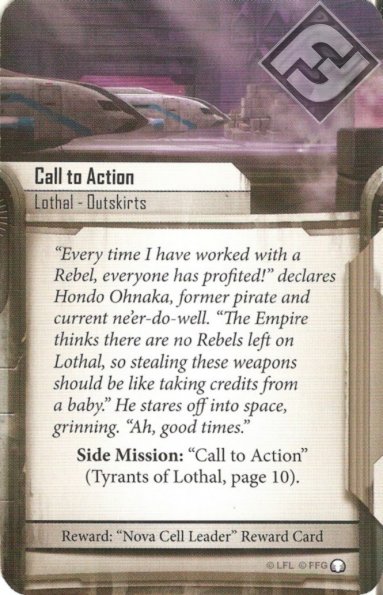 Call to Action
Lothal - Outskirts
“Every time I have worked with a
Rebel, everyone has profited!” declares
Hondo Ohnaka, former pirate and
current ne’er-do-well. “The Empire
thinks there are no Rebels left on
Lothal, so stealing these weapons
should be like taking credits from
a baby.” He stares off into space,
grinning. “Ah, good times.”
Side Mission: “Call to Action”
(Tyrants of Lothal, page 10).
Reward: “Nova Cell Leader” Reward Card
© LFL © FFG